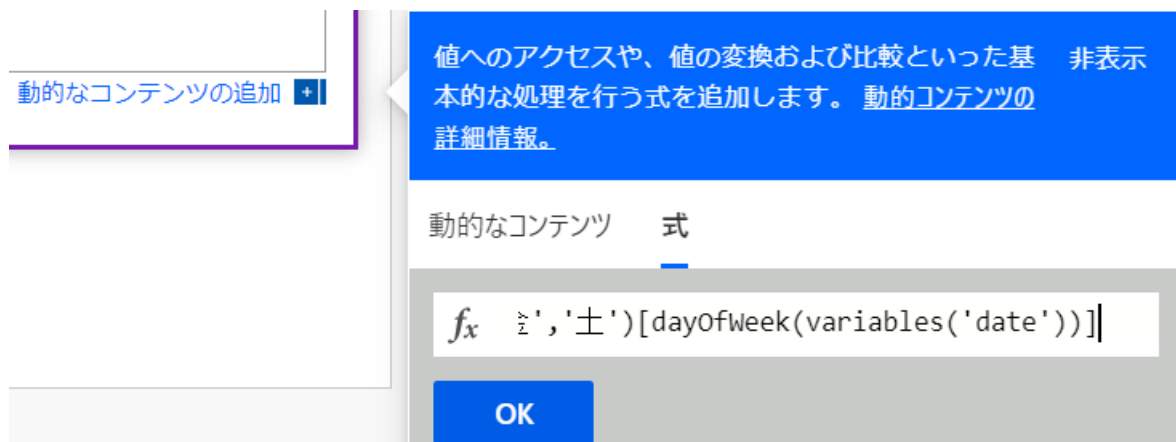 値へのアクセスや、値の変換および比較といった基 非表示
動的なコンテンツの追加
本的な処理を行う式を追加します。 動的コンテンツの
詳細情報。
動的なコンテンツ 式
fx ','土')[dayOfWeek(variables('date'))]
OK